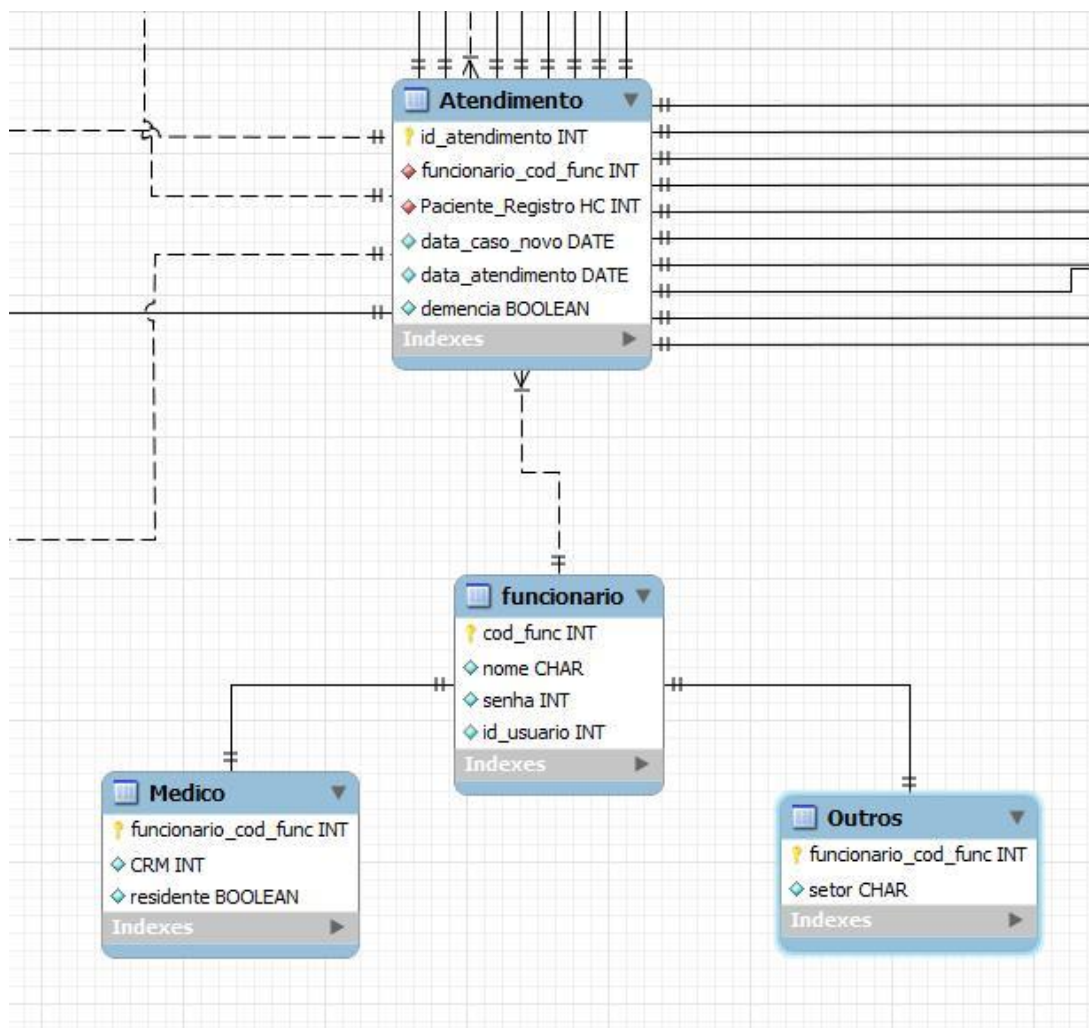 Atendimento
id_atendimento INT
funcionario_cod_func INT
Paciente_Registro HC INT
data_caso_novo DATE
data_atendimento DATE
demencia BOOLEAN
Indexes
funcionario
cod_func INT
nome CHAR
senha INT
id_usuario INT
Indexes
Medico
funcionario_cod_func INT
CRM INT
residente BOOLEAN
Indexes
Outros
funcionario_cod_func INT
setor CHAR
Indexes